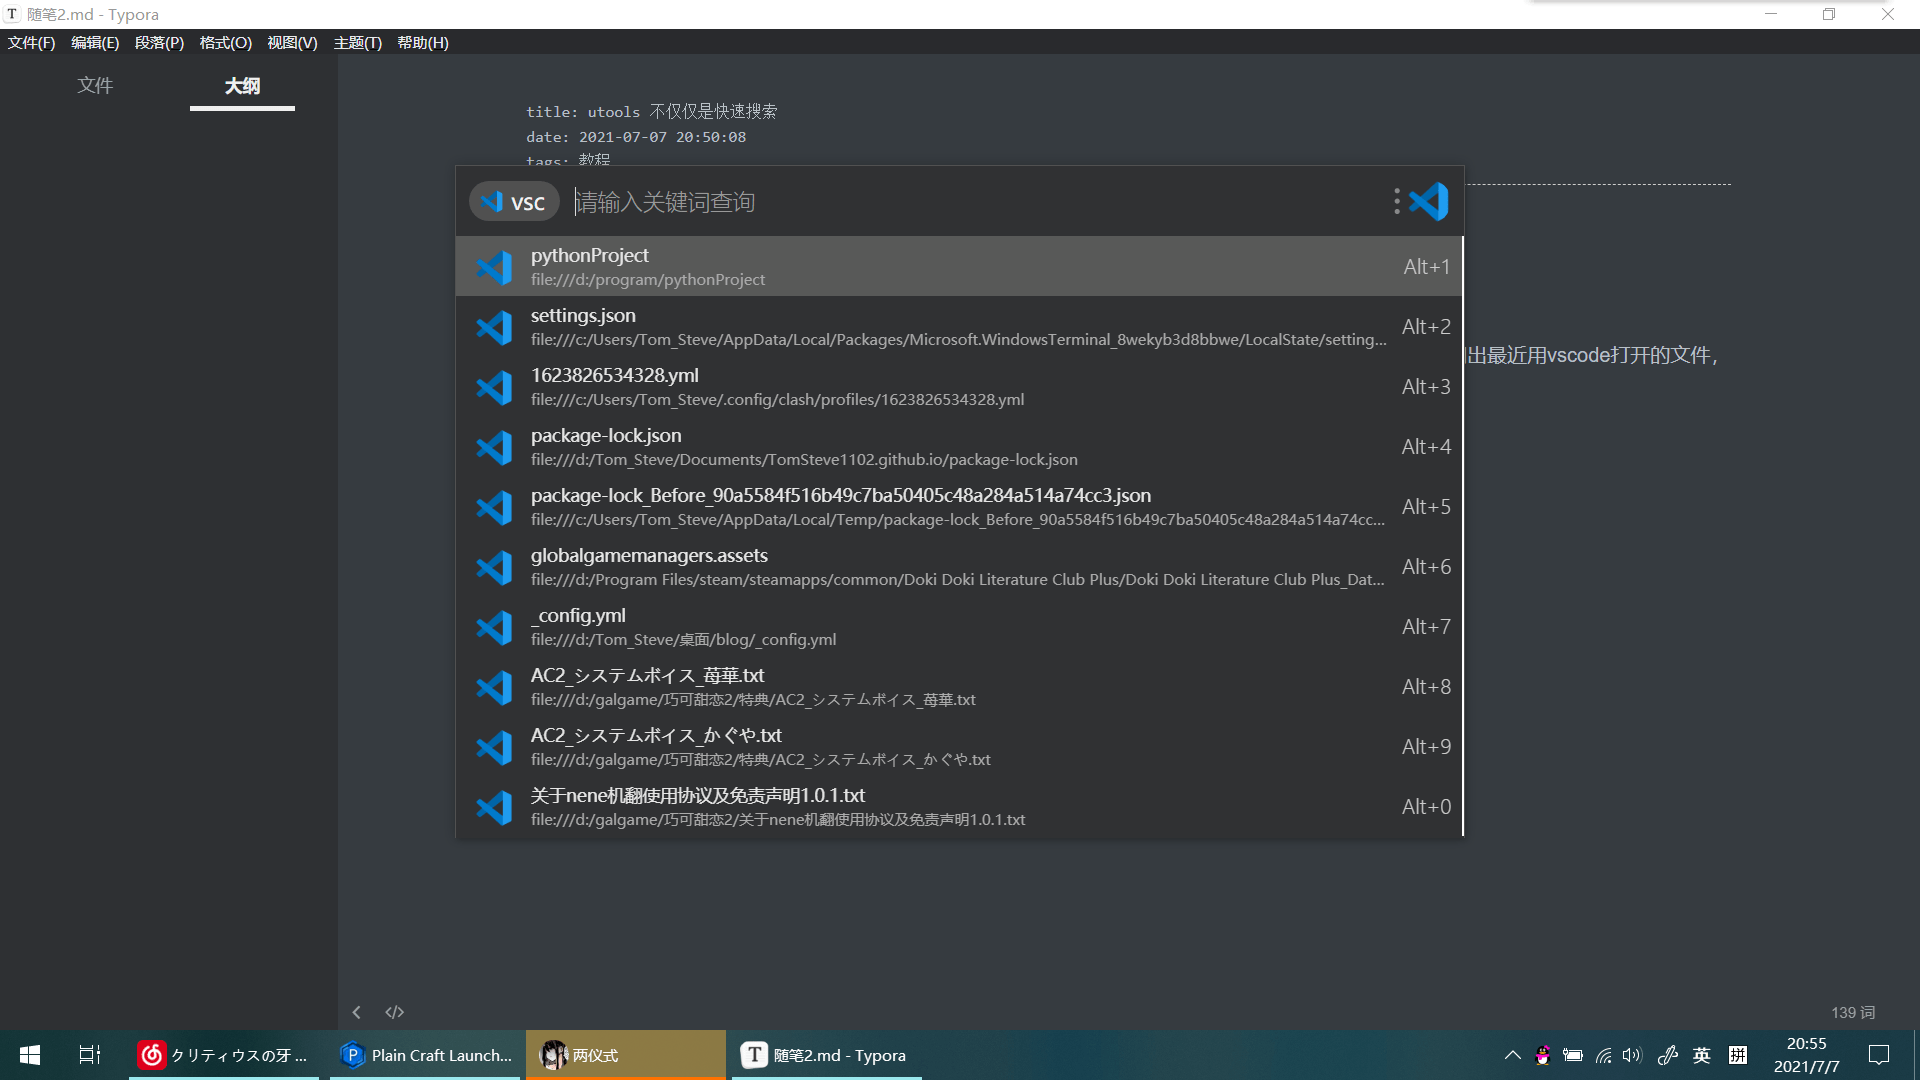 T 随笔2.md - Typora
文件(F) 编辑(E) 段落(P) 格式(O) 视图(V) 主题(T) 帮助(H)
文件 大纲
title: utools 不仅仅是快速搜索
date: 2021-07-07 20:50:08
tags: 教程
vsc 请输入关键词查询
pythonProject
file:///d:/program/pythonProject
Alt+1
settings.json
file:///c:/Users/Tom_Steve/AppData/Local/Packages/Microsoft.WindowsTerminal_8wekyb3d8bbwe/LocalState/setting...
Alt+2
出最近用vscode打开的文件，
1623826534328.yml
file:///c:/Users/Tom_Steve/.config/clash/profiles/1623826534328.yml
Alt+3
package-lock.json
file:///d:/Tom_Steve/Documents/TomSteve1102.github.io/package-lock.json
Alt+4
package-lock_Before_90a5584f516b49c7ba50405c48a284a514a74cc3.json
file:///c:/Users/Tom_Steve/AppData/Local/Temp/package-lock_Before_90a5584f516b49c7ba50405c48a284a514a74cc...
Alt+5
globalgamemanagers.assets
file:///d:/Program Files/steam/steamapps/common/Doki Doki Literature Club Plus/Doki Doki Literature Club Plus_Dat...
Alt+6
_config.yml
file:///d:/Tom_Steve/桌面/blog/_config.yml
Alt+7
AC2_システムボイス_苺華.txt
file:///d:/galgame/巧可甜恋2/特典/AC2_システムボイス_苺華.txt
Alt+8
AC2_システムボイス_かぐや.txt
file:///d:/galgame/巧可甜恋2/特典/AC2_システムボイス_かぐや.txt
Alt+9
关于nene机翻使用协议及免责声明1.0.1.txt
file:///d:/galgame/巧可甜恋2/关于nene机翻使用协议及免责声明1.0.1.txt
Alt+0
139 词
クリティウスの牙 ... Plain Craft Launch... 两仪式 T 随笔2.md - Typora 英 拼
20:55
2021/7/7